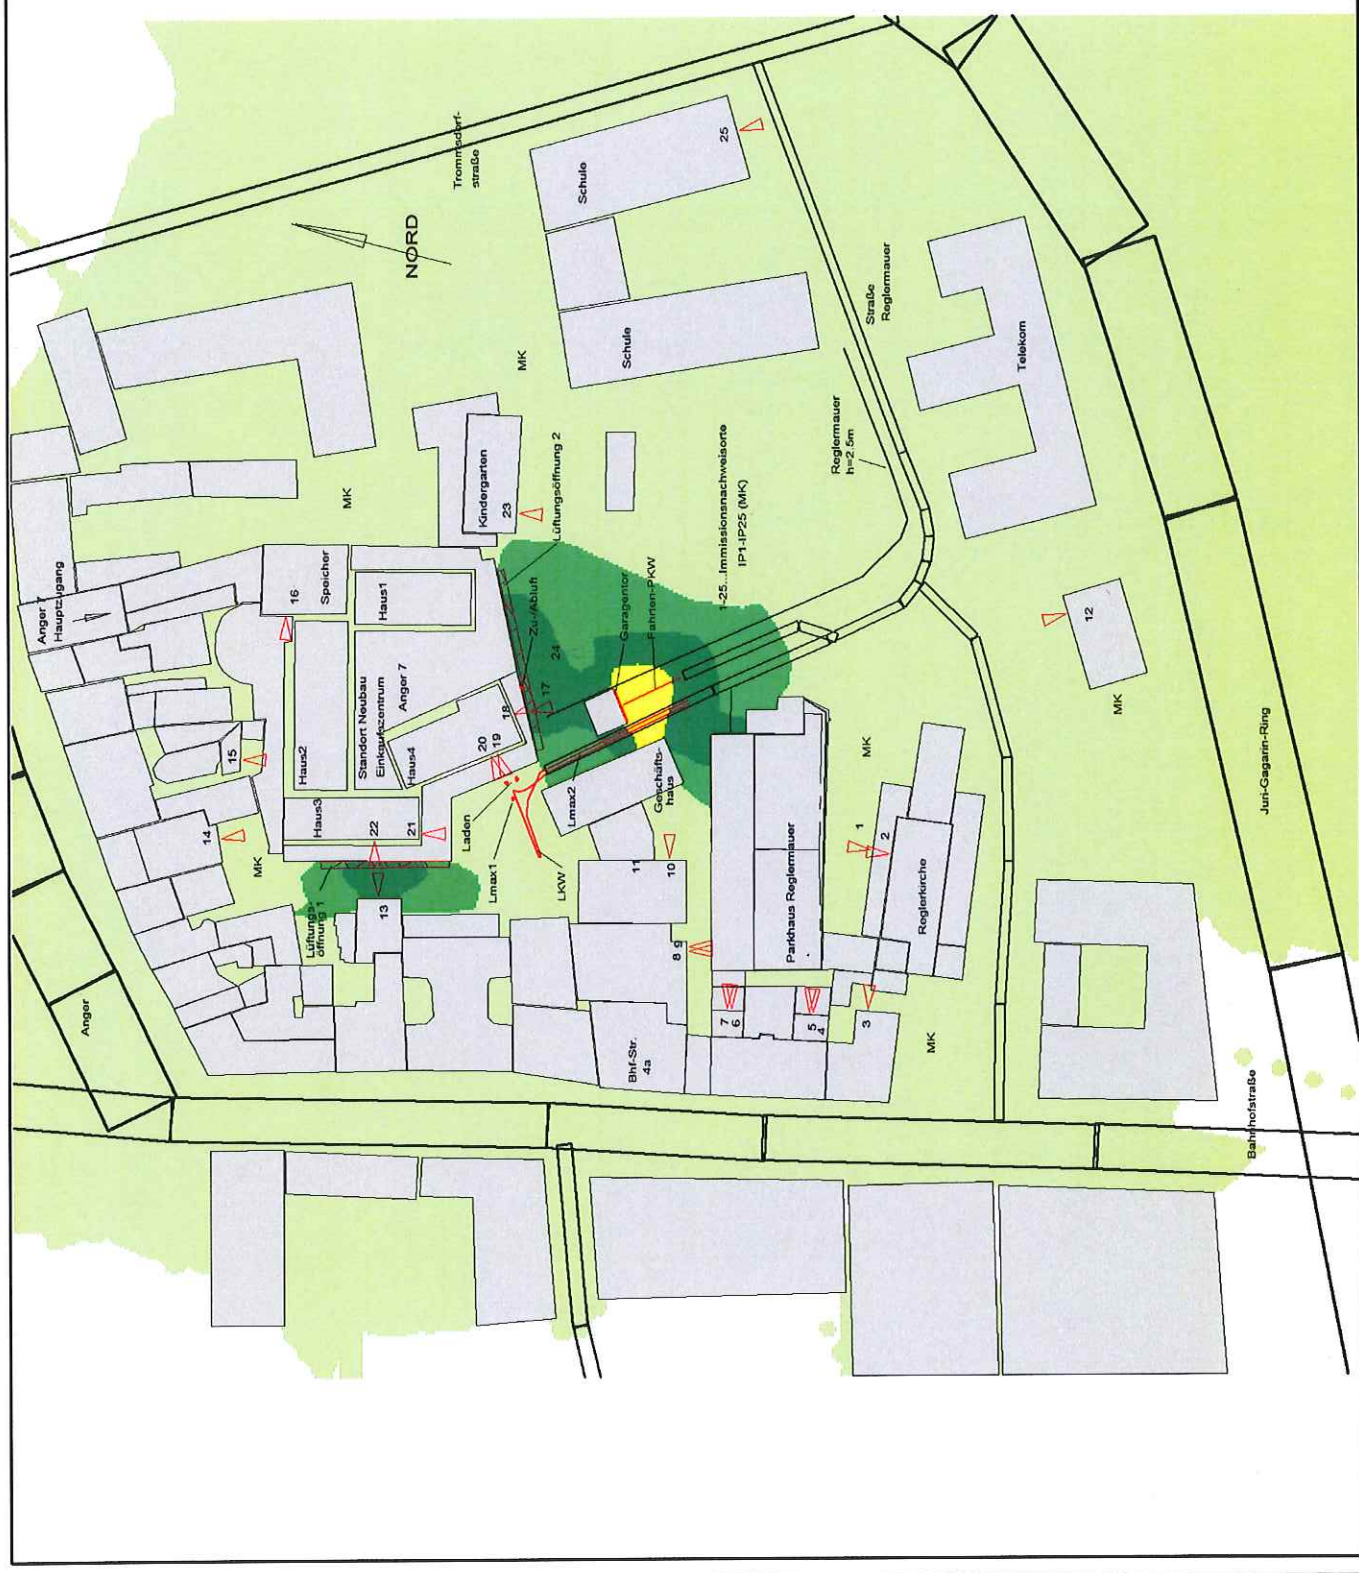 Trommsdorf-
straße
NORD
Schule
25
Schule
MK
Straße
Reglermauer
Telekom
Reglermauer
h=2.5m
Anger 7
Hauptzugang
MK
Kindergarten
23
Lüftungsöffnung 2
1-25...Immissionsnachweisorte
IP1-IP25 (MK)
16
Speicher
Haus1
Zu-/Abluft
24
Garagentor
Fahrten-PKW
12
MK
Haus2
Standort Neubau
Einkaufszentrum
Anger 7
Haus4
18
17
20
19
15
14
MK
Haus3
22
21
Laden
Lmax1
LKW
Lmax2
Geschäfts-
haus
11
10
MK
1
2
Reglerkirche
Parkhaus Reglermauer
Juri-Gagarin-Ring
Lüftungs-
öffnung 1
13
8 9
7
6
5
4
3
MK
Anger
Bhf-Str.
4a
Bahnhofstraße